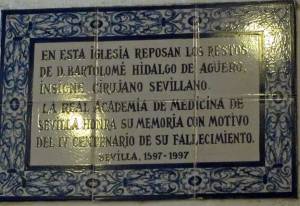 EN ESTA IGLESIA REPOSAN LOS RESTOS
DE D. BARTOLOMÉ HIDALGO DE AGÜERO,
INSIGNE CIRUJANO SEVILLANO.
LA REAL ACADEMIA DE MEDICINA DE
SEVILLA HONRA SU MEMORIA CON MOTIVO
DEL IV CENTENARIO DE SU FALLECIMIENTO.
SEVILLA, 1597-1997